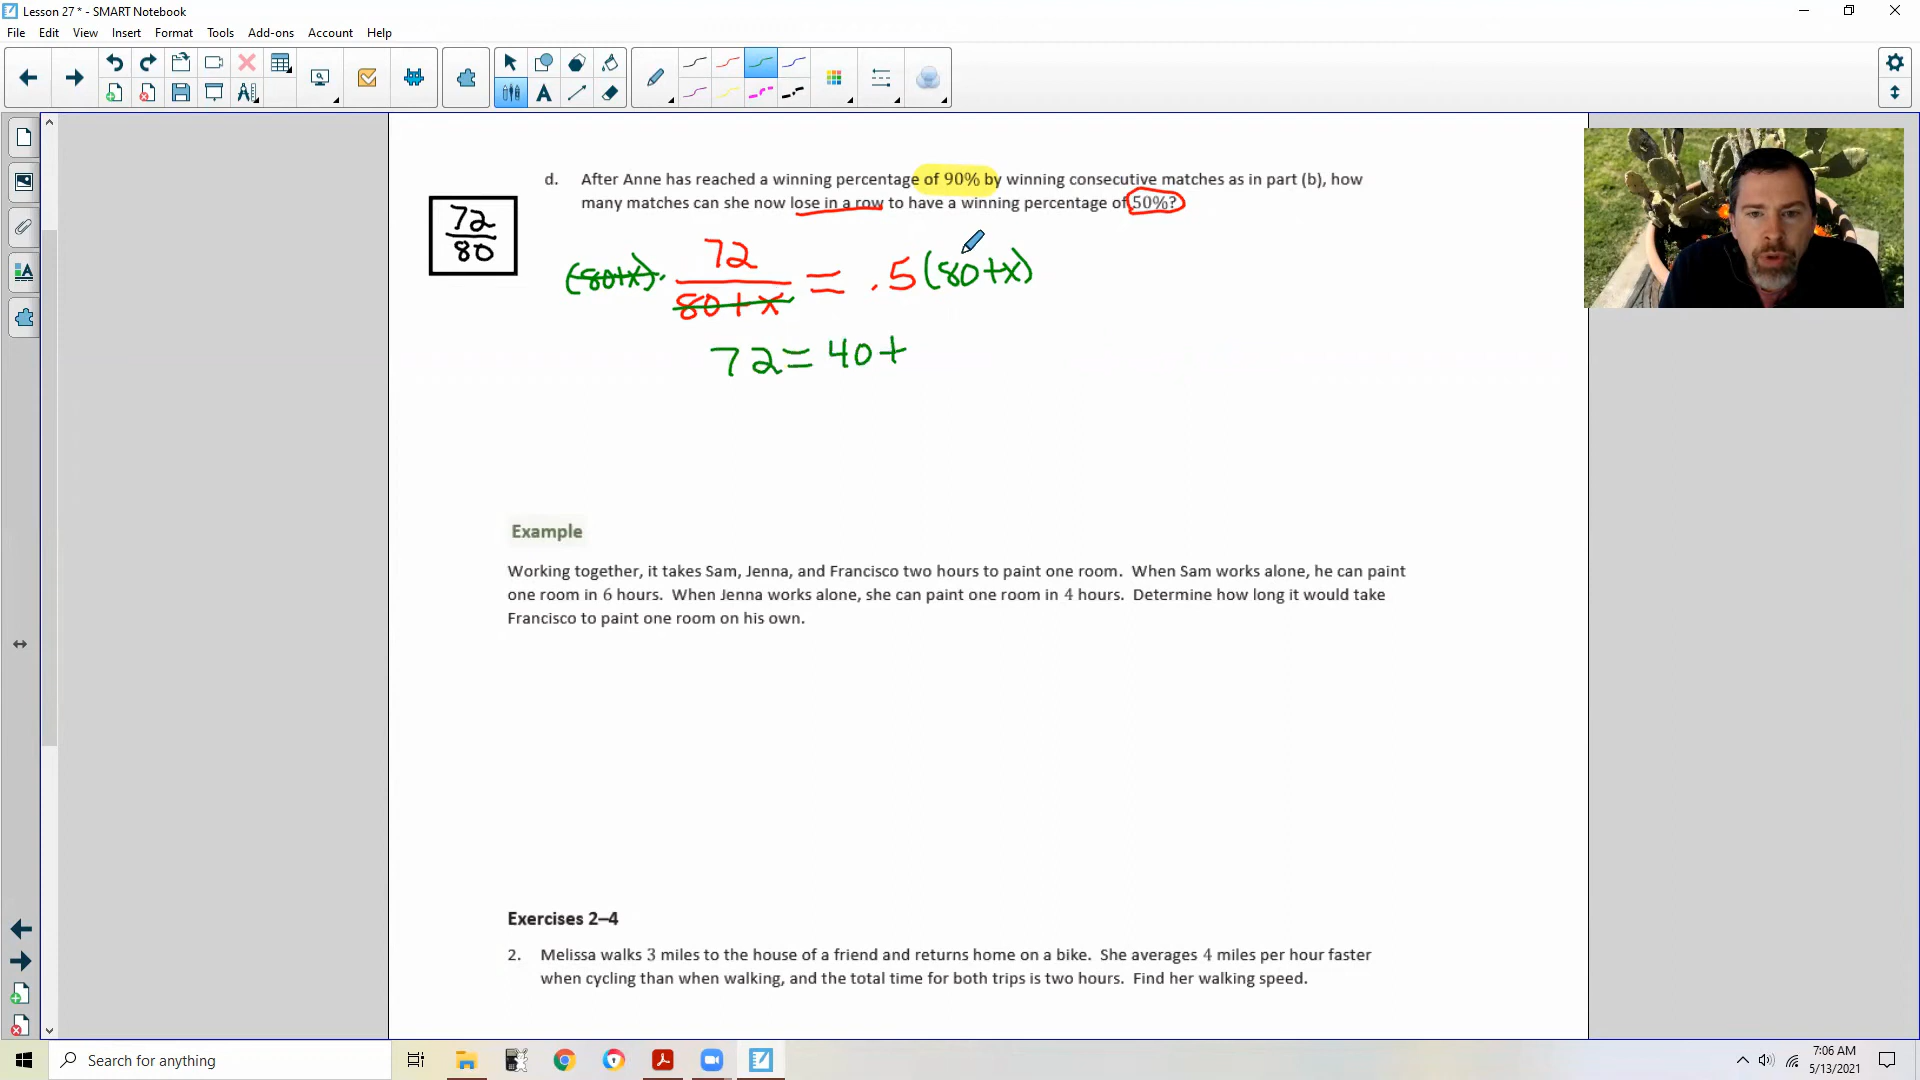 Lesson 27 * - SMART Notebook
File Edit View Insert Format Tools Add-ons Account Help
d. After Anne has reached a winning percentage of 90% by winning consecutive matches as in part (b), how
many matches can she now lose in a row to have a winning percentage of 50%?
72
80
(80+x) · 72 = .5(80+x)
80+x
72=40+
Example
Working together, it takes Sam, Jenna, and Francisco two hours to paint one room. When Sam works alone, he can paint
one room in 6 hours. When Jenna works alone, she can paint one room in 4 hours. Determine how long it would take
Francisco to paint one room on his own.
Exercises 2–4
2. Melissa walks 3 miles to the house of a friend and returns home on a bike. She averages 4 miles per hour faster
when cycling than when walking, and the total time for both trips is two hours. Find her walking speed.
Search for anything
7:06 AM
5/13/2021